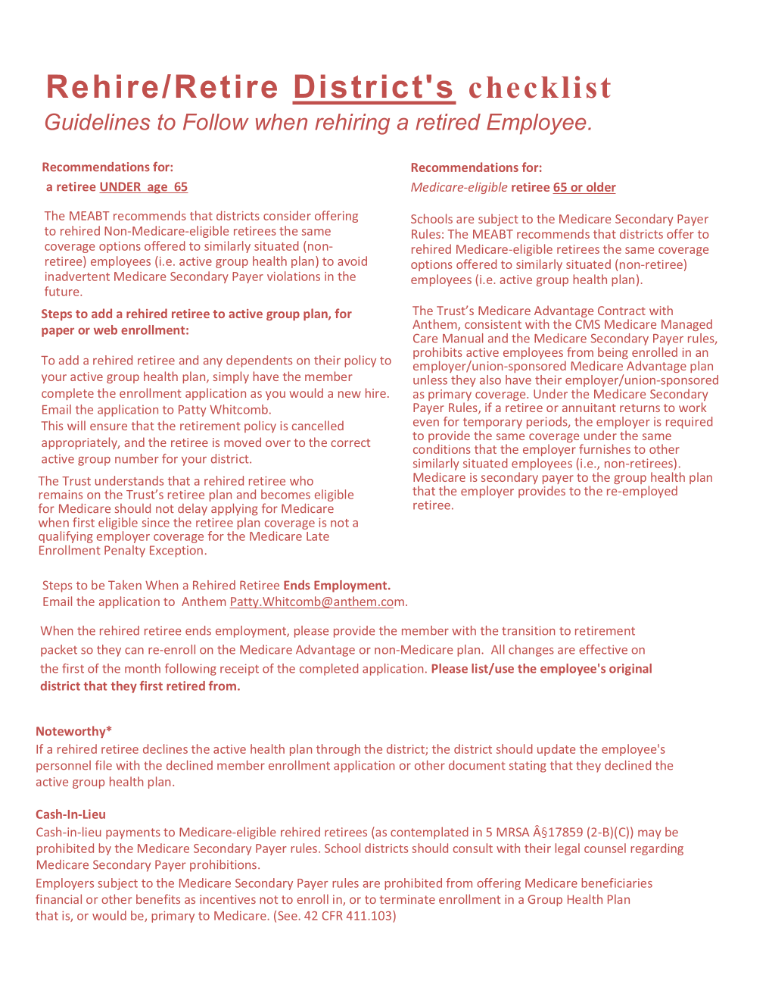 Rehire/Retire District's checklist
Guidelines to Follow when rehiring a retired Employee.
Recommendations for:
a retiree UNDER age 65
The MEABT recommends that districts consider offering
to rehired Non-Medicare-eligible retirees the same
coverage options offered to similarly situated (non-
retiree) employees (i.e. active group health plan) to avoid
inadvertent Medicare Secondary Payer violations in the
future.
Steps to add a rehired retiree to active group plan, for
paper or web enrollment:
To add a rehired retiree and any dependents on their policy to
your active group health plan, simply have the member
complete the enrollment application as you would a new hire.
Email the application to Patty Whitcomb.
This will ensure that the retirement policy is cancelled
appropriately, and the retiree is moved over to the correct
active group number for your district.
The Trust understands that a rehired retiree who
remains on the Trust’s retiree plan and becomes eligible
for Medicare should not delay applying for Medicare
when first eligible since the retiree plan coverage is not a
qualifying employer coverage for the Medicare Late
Enrollment Penalty Exception.
Recommendations for:
Medicare-eligible retiree 65 or older
Schools are subject to the Medicare Secondary Payer
Rules: The MEABT recommends that districts offer to
rehired Medicare-eligible retirees the same coverage
options offered to similarly situated (non-retiree)
employees (i.e. active group health plan).
The Trust’s Medicare Advantage Contract with
Anthem, consistent with the CMS Medicare Managed
Care Manual and the Medicare Secondary Payer rules,
prohibits active employees from being enrolled in an
employer/union-sponsored Medicare Advantage plan
unless they also have their employer/union-sponsored
as primary coverage. Under the Medicare Secondary
Payer Rules, if a retiree or annuitant returns to work
even for temporary periods, the employer is required
to provide the same coverage under the same
conditions that the employer furnishes to other
similarly situated employees (i.e., non-retirees).
Medicare is secondary payer to the group health plan
that the employer provides to the re-employed
retiree.
Steps to be Taken When a Rehired Retiree Ends Employment.
Email the application to Anthem Patty.Whitcomb@anthem.com.
When the rehired retiree ends employment, please provide the member with the transition to retirement
packet so they can re-enroll on the Medicare Advantage or non-Medicare plan. All changes are effective on
the first of the month following receipt of the completed application. Please list/use the employee's original
district that they first retired from.
Noteworthy*
If a rehired retiree declines the active health plan through the district; the district should update the employee's
personnel file with the declined member enrollment application or other document stating that they declined the
active group health plan.
Cash-In-Lieu
Cash-in-lieu payments to Medicare-eligible rehired retirees (as contemplated in 5 MRSA Â§17859 (2-B)(C)) may be
prohibited by the Medicare Secondary Payer rules. School districts should consult with their legal counsel regarding
Medicare Secondary Payer prohibitions.
Employers subject to the Medicare Secondary Payer rules are prohibited from offering Medicare beneficiaries
financial or other benefits as incentives not to enroll in, or to terminate enrollment in a Group Health Plan
that is, or would be, primary to Medicare. (See. 42 CFR 411.103)